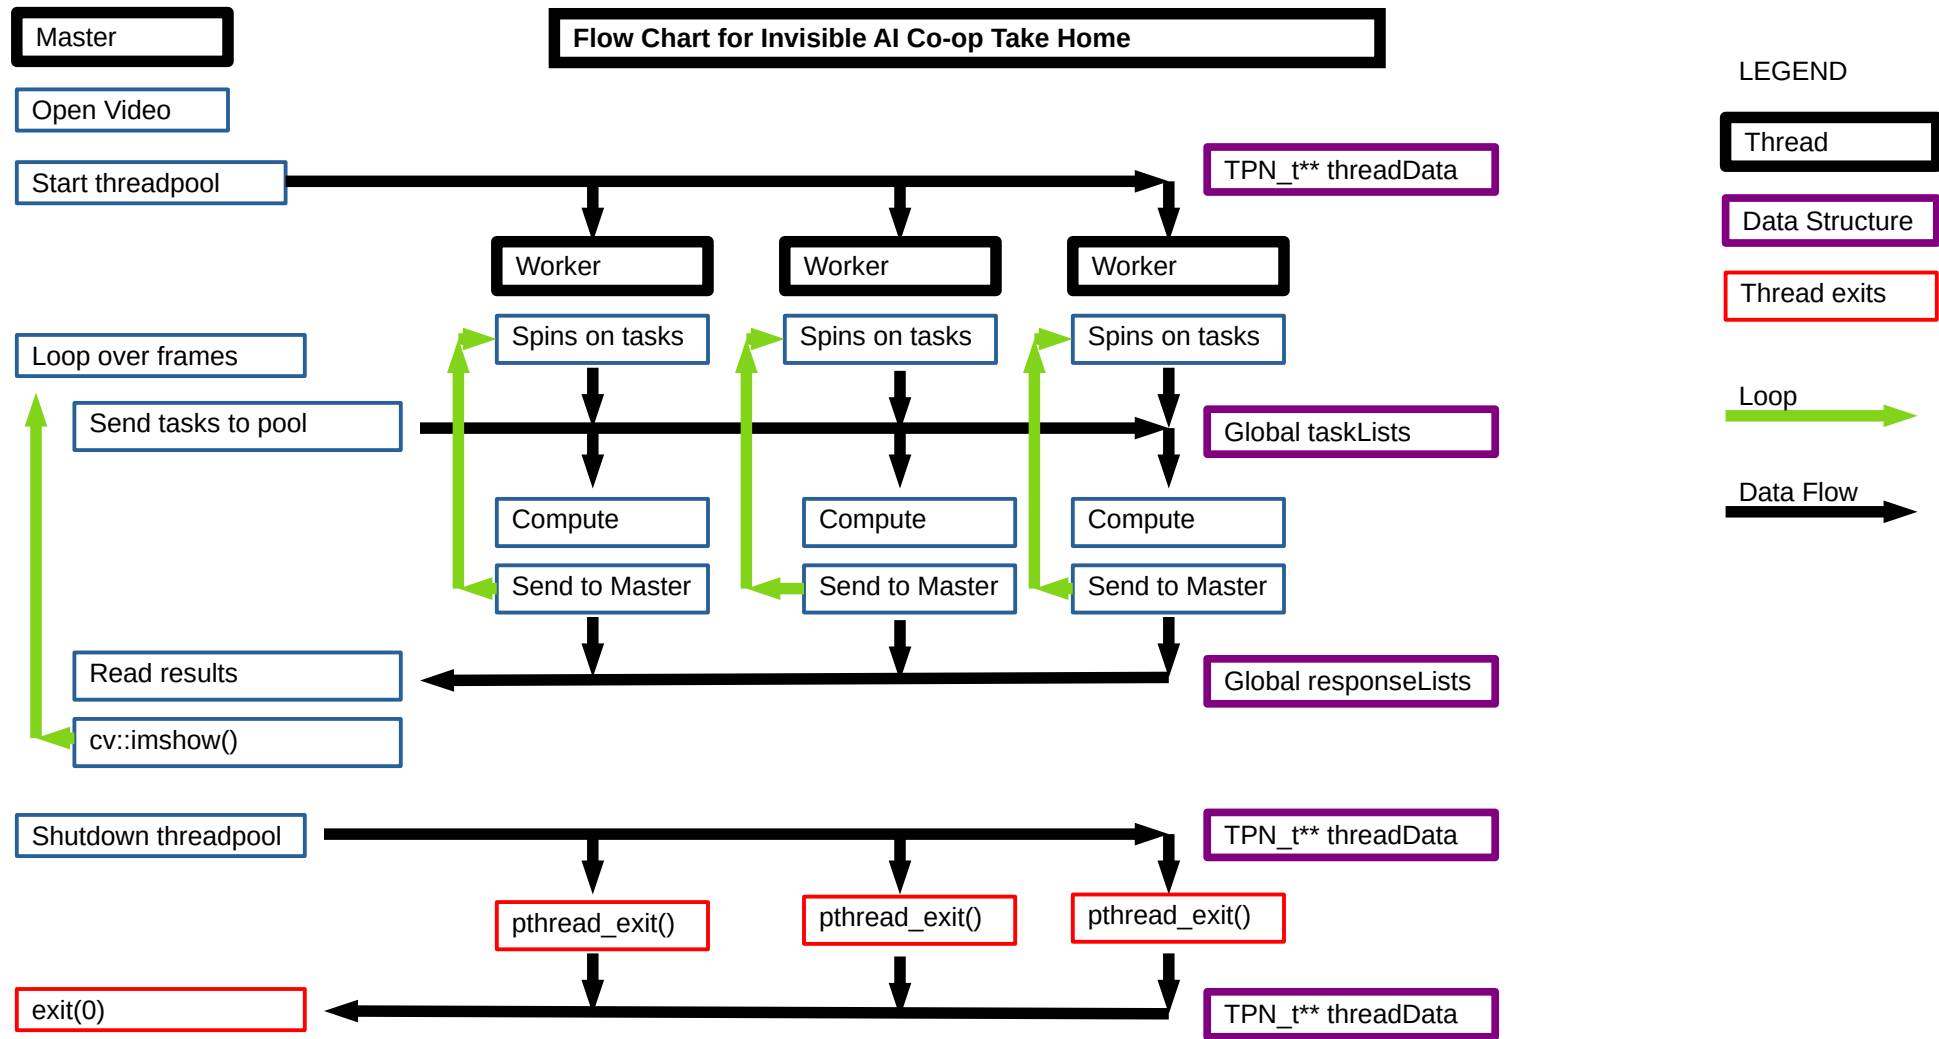 Master
Flow Chart for Invisible AI Co-op Take Home
LEGEND
Open Video
Thread
Start threadpool
TPN_t** threadData
Data Structure
Worker
Worker
Worker
Thread exits
Spins on tasks
Spins on tasks
Spins on tasks
Loop over frames
Loop
Send tasks to pool
Global taskLists
Data Flow
Compute
Compute
Compute
Send to Master
Send to Master
Send to Master
Read results
Global responseLists
cv::imshow()
Shutdown threadpool
TPN_t** threadData
pthread_exit()
pthread_exit()
pthread_exit()
exit(0)
TPN_t** threadData